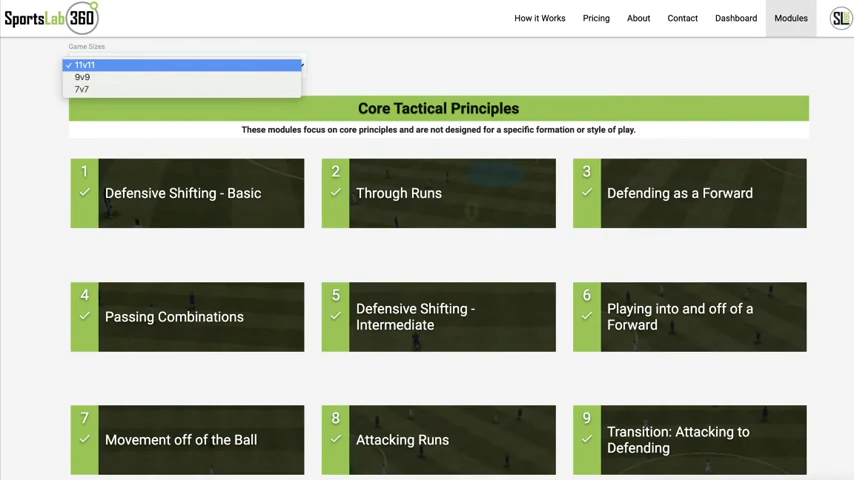 SportsLab 360
How it Works Pricing About Contact Dashboard Modules
SL
360
Game Sizes
✓ 11v11
9v9
7v7
Core Tactical Principles
These modules focus on core principles and are not designed for a specific formation or style of play.
1
Defensive Shifting - Basic
2
Through Runs
3
Defending as a Forward
4
Passing Combinations
5
Defensive Shifting -
Intermediate
6
Playing into and off of a
Forward
7
Movement off of the Ball
8
Attacking Runs
9
Transition: Attacking to
Defending